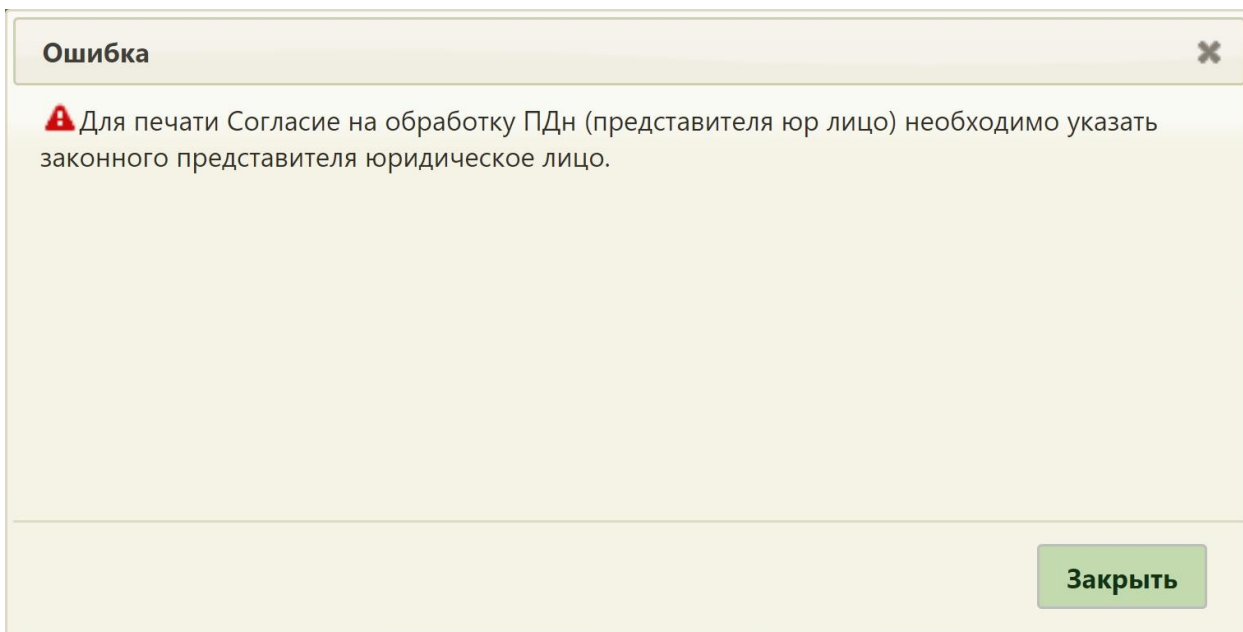 Ошибка
Для печати Согласие на обработку ПДн (представителя юр лицо) необходимо указать
законного представителя юридическое лицо.
Закрыть